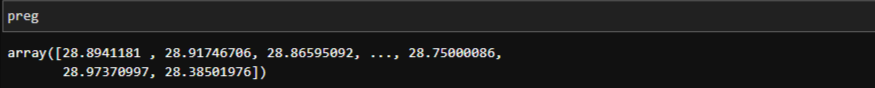 preg
array([28.8941181 , 28.91746706, 28.86595092, ..., 28.75000086,
28.97370997, 28.38501976])